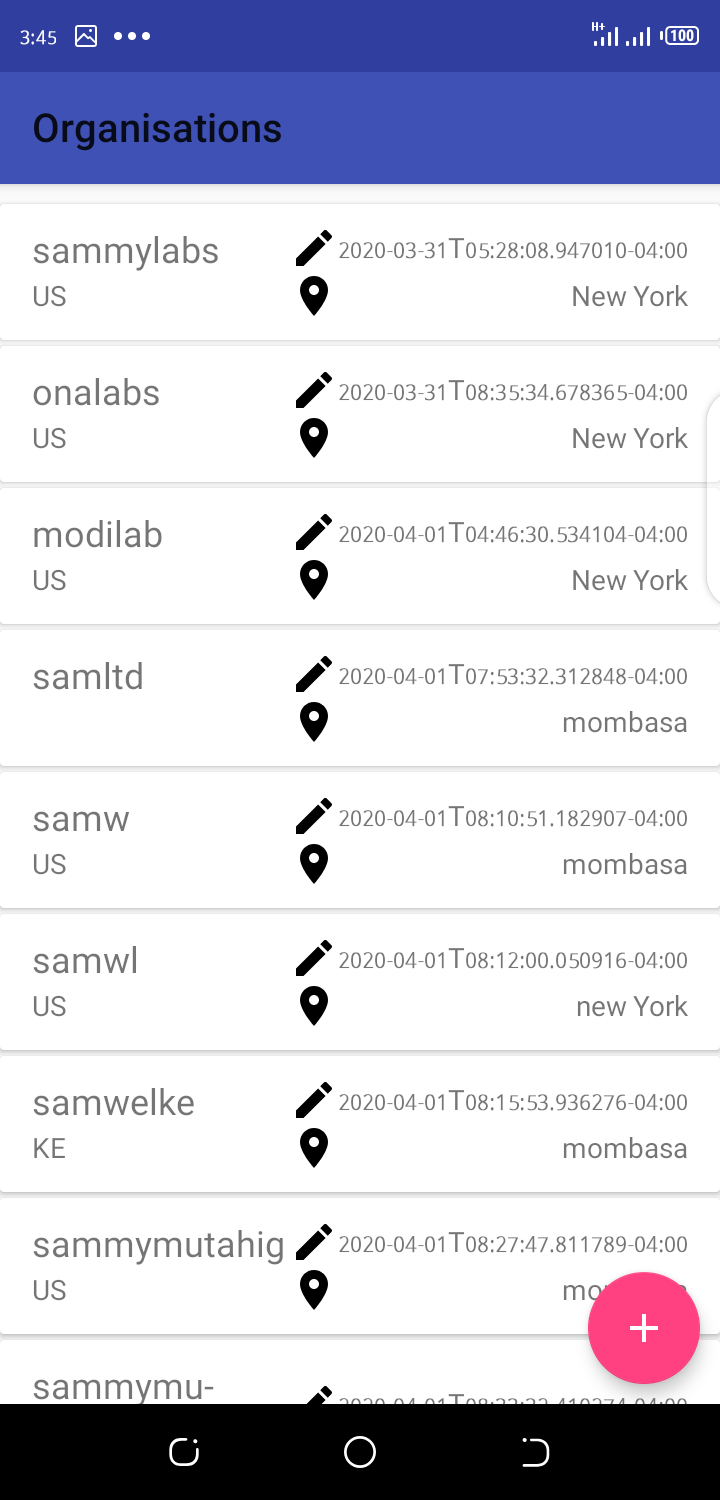 3:45 H+ 100
Organisations
sammylabs 2020-03-31T05:28:08.947010-04:00
US New York
onalabs 2020-03-31T08:35:34.678365-04:00
US New York
modilab 2020-04-01T04:46:30.534104-04:00
US New York
samltd 2020-04-01T07:53:32.312848-04:00
mombasa
samw 2020-04-01T08:10:51.182907-04:00
US mombasa
samwl 2020-04-01T08:12:00.050916-04:00
US new York
samwelke 2020-04-01T08:15:53.936276-04:00
KE mombasa
sammymutahig 2020-04-01T08:27:47.811789-04:00
US
sammymu-